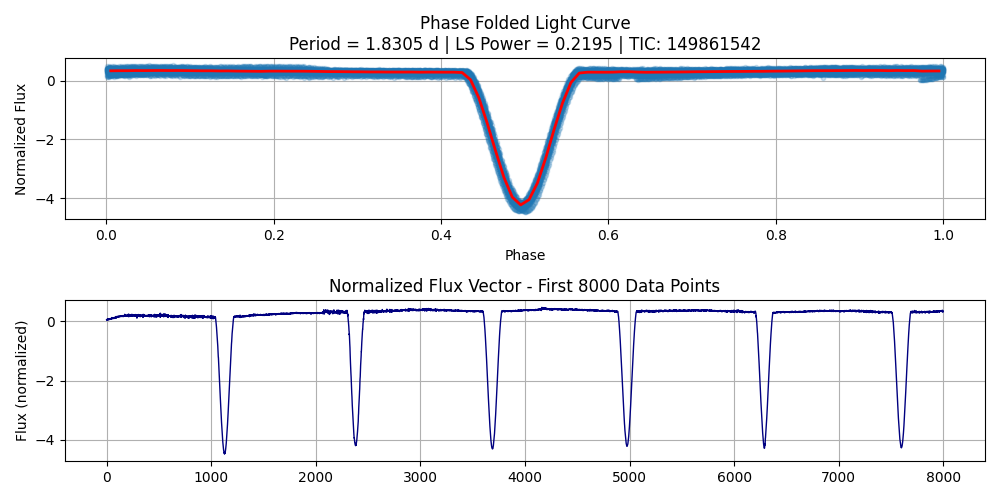 Phase Folded Light Curve
Period = 1.8305 d | LS Power = 0.2195 | TIC: 149861542
Normalized Flux
0
−2
−4
0.0 0.2 0.4 0.6 0.8 1.0
Phase
Normalized Flux Vector - First 8000 Data Points
Flux (normalized)
0
−2
−4
0 1000 2000 3000 4000 5000 6000 7000 8000